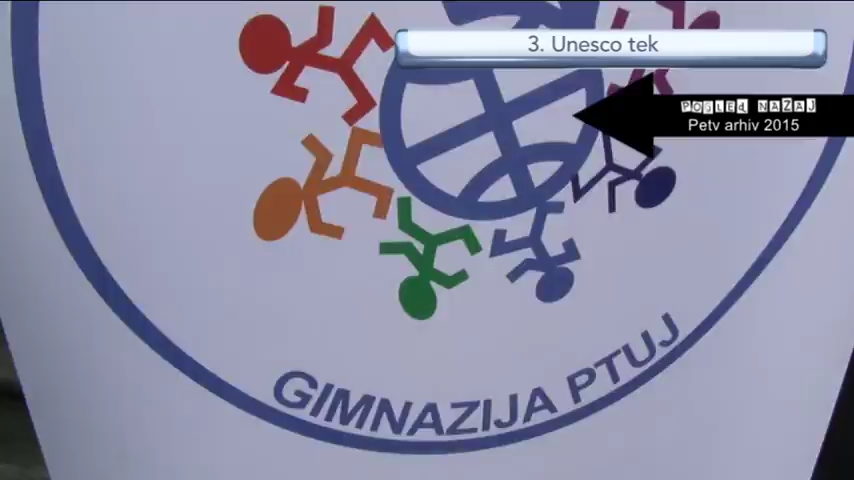 3. Unesco tek
POGLED NAZAJ
Petv arhiv 2015
GIMNAZIJA PTUJ